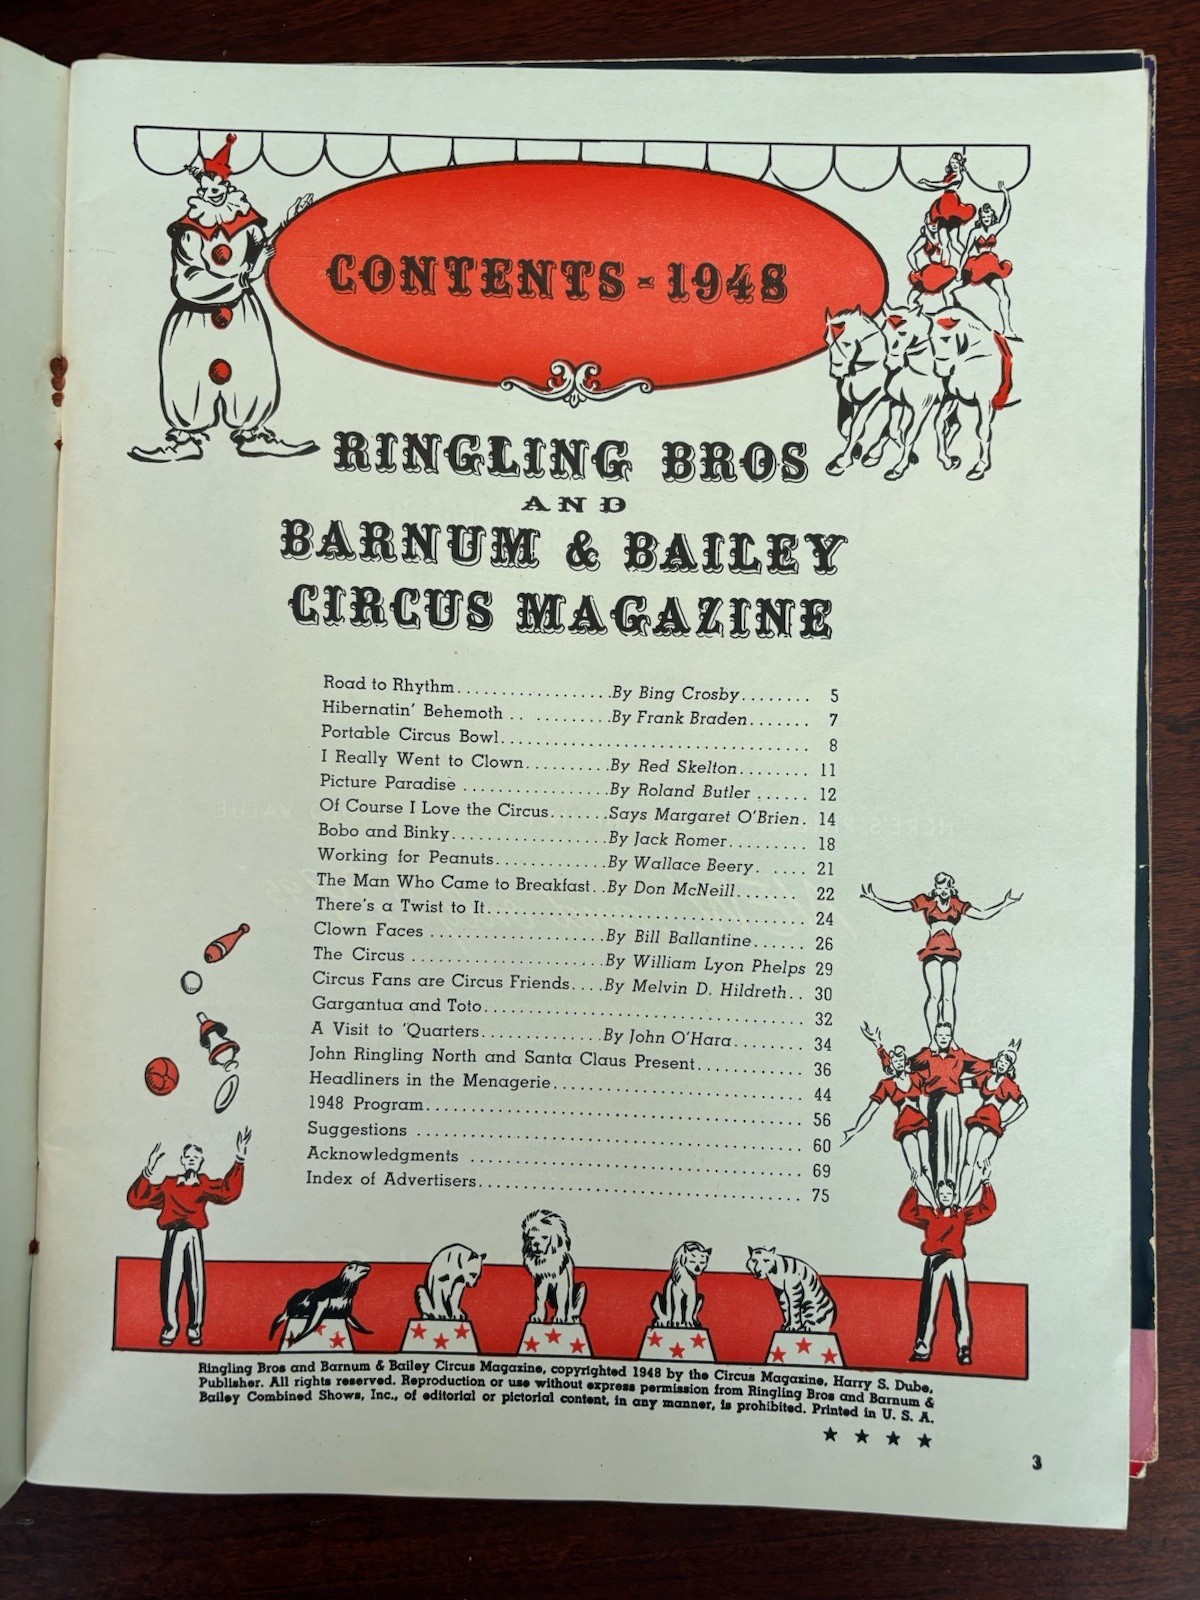 CONTENTS - 1948
RINGLING BROS
AND
BARNUM & BAILEY
CIRCUS MAGAZINE
Road to Rhythm..................By Bing Crosby........ 5
Hibernatin' Behemoth .. .........By Frank Braden....... 7
Portable Circus Bowl................................... 8
I Really Went to Clown..........By Red Skelton........ 11
Picture Paradise .................By Roland Butler ...... 12
Of Course I Love the Circus.......Says Margaret O'Brien. 14
Bobo and Binky..................By Jack Romer......... 18
Working for Peanuts.............By Wallace Beery. .... 21
The Man Who Came to Breakfast..By Don McNeill....... 22
There's a Twist to It.................................... 24
Clown Faces ....................By Bill Ballantine...... 26
The Circus ......................By William Lyon Phelps 29
Circus Fans are Circus Friends....By Melvin D. Hildreth.. 30
Gargantua and Toto.................................... 32
A Visit to 'Quarters..............By John O'Hara........ 34
John Ringling North and Santa Claus Present............ 36
Headliners in the Menagerie............................ 44
1948 Program.......................................... 56
Suggestions .......................................... 60
Acknowledgments ..................................... 69
Index of Advertisers.................................... 75
Ringling Bros and Barnum & Bailey Circus Magazine, copyrighted 1948 by the Circus Magazine, Harry S. Dube,
Publisher. All rights reserved. Reproduction or use without express permission from Ringling Bros and Barnum &
Bailey Combined Shows, Inc., of editorial or pictorial content, in any manner, is prohibited. Printed in U. S. A.
★ ★ ★ ★
3